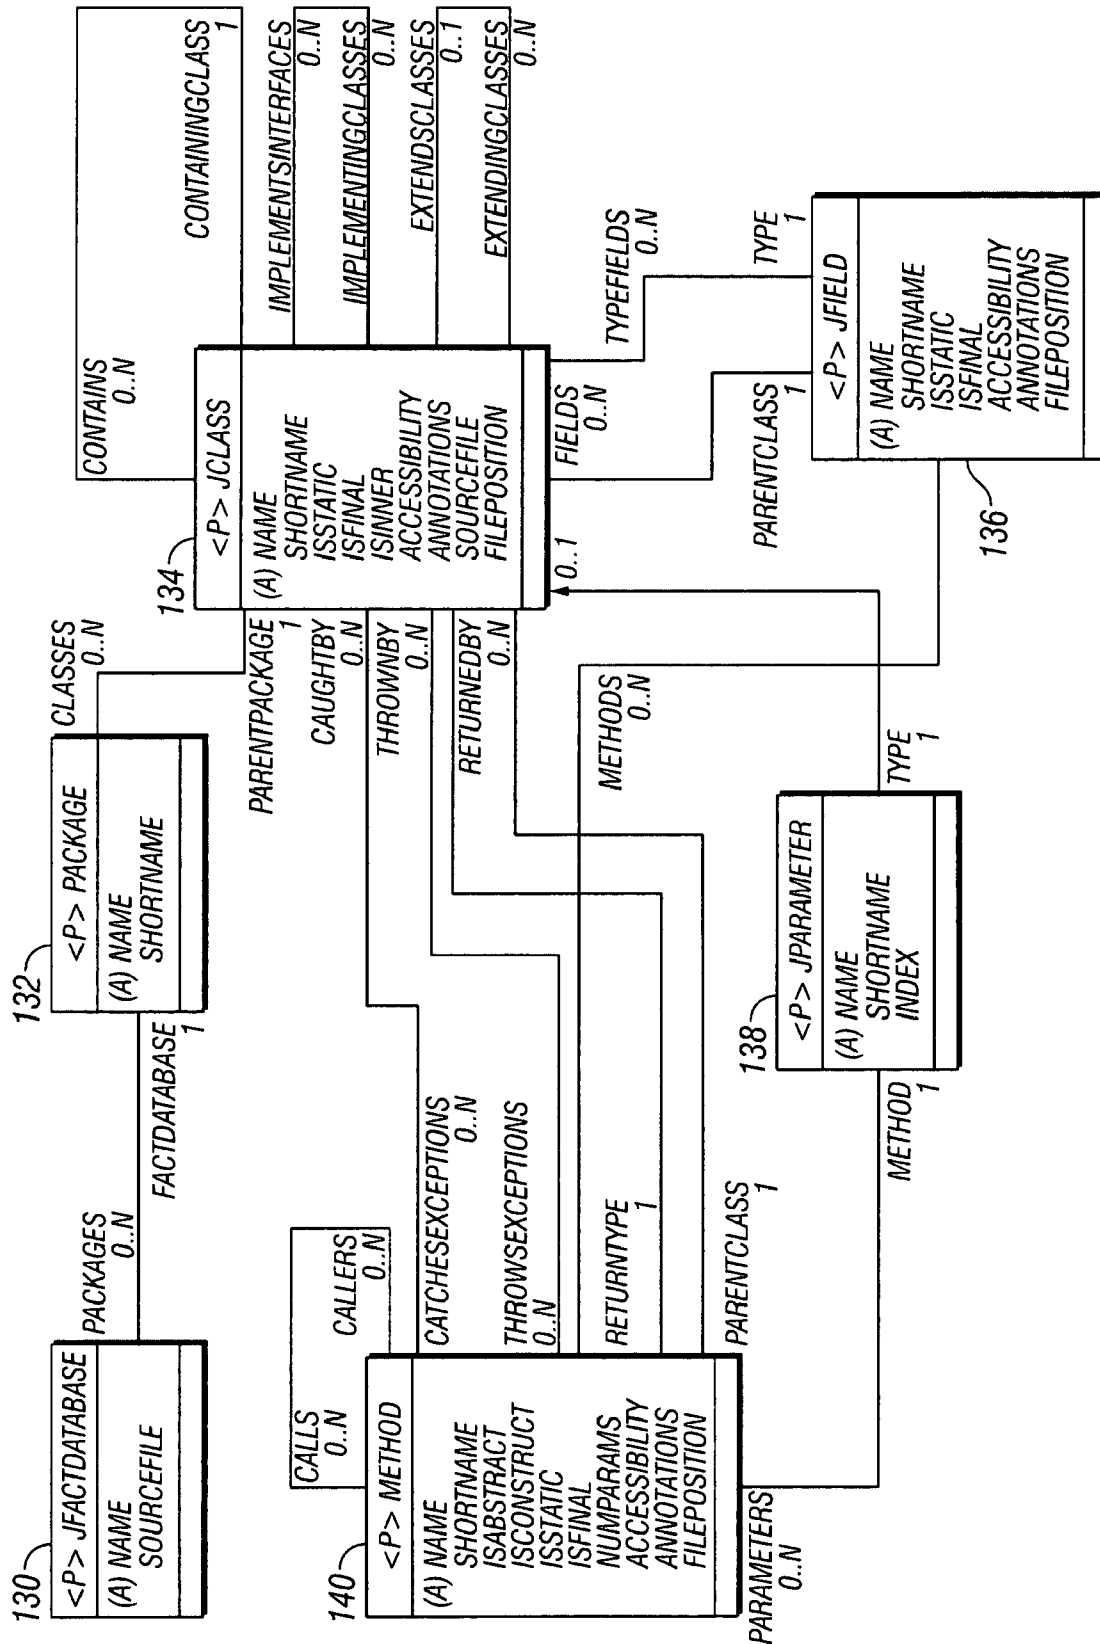 130
<P> JFACTDATABASE
(A) NAME
SOURCEFILE
PACKAGES
0..N
FACTDATABASE
1
132
<P> PACKAGE
(A) NAME
SHORTNAME
CLASSES
0..N
PARENTPACKAGE
1
134
<P> JCLASS
(A) NAME
SHORTNAME
ISSTATIC
ISFINAL
ISINNER
ACCESSIBILITY
ANNOTATIONS
SOURCEFILE
FILEPOSITION
CONTAINS
0..N
CONTAININGCLASS
1
IMPLEMENTSINTERFACES
0..N
IMPLEMENTINGCLASSES
0..N
EXTENDSCLASSES
0..1
EXTENDINGCLASSES
0..N
CAUGHTBY
0..N
THROWNBY
0..N
RETURNEDBY
0..N
METHODS
0..N
0..1
FIELDS
0..N
TYPEFIELDS
0..N
140
<P> METHOD
(A) NAME
SHORTNAME
ISABSTRACT
ISCONSTRUCT
ISSTATIC
ISFINAL
NUMPARAMS
ACCESSIBILITY
ANNOTATIONS
FILEPOSITION
CALLS
0..N
CALLERS
0..N
CATCHESEXCEPTIONS
0..N
THROWSEXCEPTIONS
0..N
RETURNTYPE
1
PARENTCLASS
1
PARAMETERS
0..N
METHOD
1
138
<P> JPARAMETER
(A) NAME
SHORTNAME
INDEX
TYPE
1
PARENTCLASS
1
TYPE
1
136
<P> JFIELD
(A) NAME
SHORTNAME
ISSTATIC
ISFINAL
ACCESSIBILITY
ANNOTATIONS
FILEPOSITION